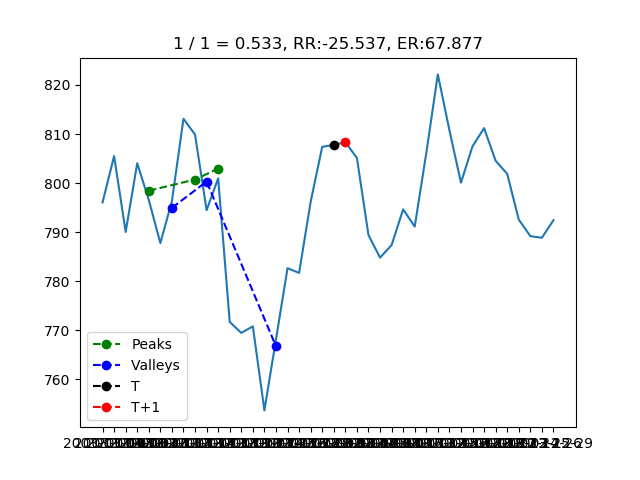 1 / 1 = 0.533, RR:-25.537, ER:67.877
820
810
800
790
780
770
760
Peaks
Valleys
T
T+1